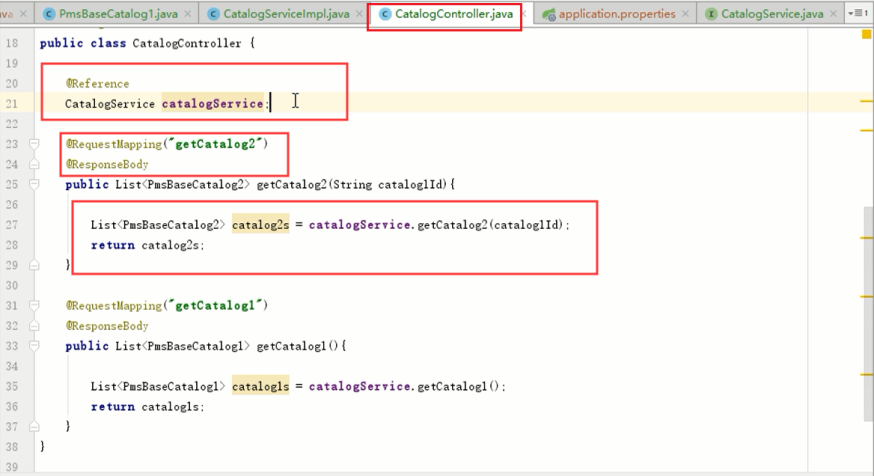 ava × PmsBaseCatalog1.java × CatalogServiceImpl.java × CatalogController.java × application.properties × CatalogService.java × 1
18 public class CatalogController {
19
20 @Reference
21 CatalogService catalogService;
22
23 @RequestMapping("getCatalog2")
24 @ResponseBody
25 public List<PmsBaseCatalog2> getCatalog2(String catalog1Id){
26
27 List<PmsBaseCatalog2> catalog2s = catalogService.getCatalog2(catalog1Id);
28 return catalog2s;
29 }
30
31 @RequestMapping("getCatalog1")
32 @ResponseBody
33 public List<PmsBaseCatalog1> getCatalog1(){
34
35 List<PmsBaseCatalog1> catalog1s = catalogService.getCatalog1();
36 return catalog1s;
37 }
38 }
39